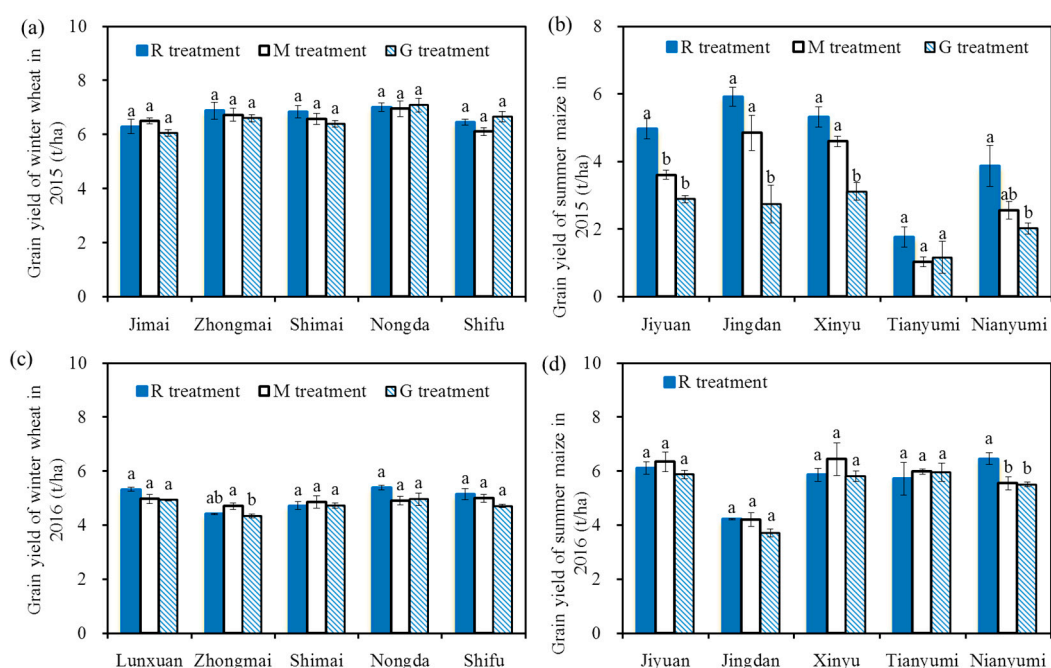 (a)
Grain yield of winter wheat in
2015 (t/ha)
10
8
6
4
2
0
R treatment M treatment G treatment
a a a a a a a a a a a a a a a
Jimai Zhongmai Shimai Nongda Shifu
(b)
Grain yield of summer maize in
2015 (t/ha)
8
6
4
2
0
R treatment M treatment G treatment
a b b a a b a a b a a a a ab b
Jiyuan Jingdan Xinyu Tianyumi Nianyumi
(c)
Grain yield of winter wheat in
2016 (t/ha)
10
8
6
4
2
0
R treatment M treatment G treatment
a a a ab a b a a a a a a a a a
Lunxuan Zhongmai Shimai Nongda Shifu
(d)
Grain yield of summer maize in
2016 (t/ha)
10
8
6
4
2
0
R treatment
a a a a a a a a a a a a a b b
Jiyuan Jingdan Xinyu Tianyumi Nianyumi